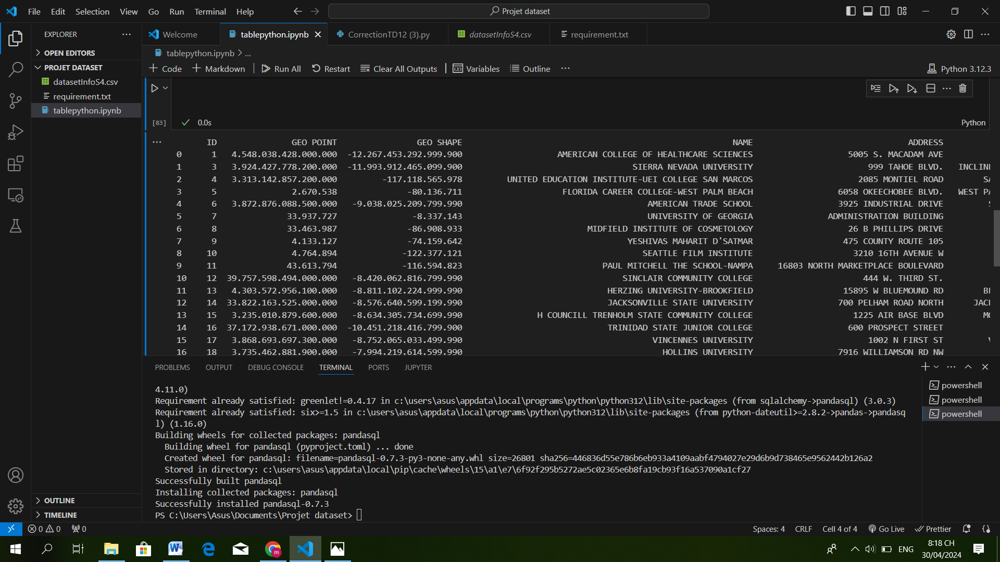 File Edit Selection View Go Run Terminal Help
Projet dataset
EXPLORER
Welcome
tablepython.ipynb
CorrectionTD12 (3).py
datasetInfoS4.csv
requirement.txt
OPEN EDITORS
PROJET DATASET
datasetInfoS4.csv
requirement.txt
tablepython.ipynb
tablepython.ipynb > ...
Code Markdown Run All Restart Clear All Outputs Variables Outline ...
Python 3.12.3
[83] 0.0s Python
ID GEO POINT GEO SHAPE NAME ADDRESS
0 1 4.548.038.428.000.000 -12.267.453.292.999.900 AMERICAN COLLEGE OF HEALTHCARE SCIENCES 5005 S. MACADAM AVE
1 3 3.924.427.778.200.000 -11.993.912.465.099.900 SIERRA NEVADA UNIVERSITY 999 TAHOE BLVD. INCLIN
2 4 3.313.142.857.200.000 -117.118.565.978 UNITED EDUCATION INSTITUTE-UEI COLLEGE SAN MARCOS 2085 MONTIEL ROAD SA
3 5 2.670.538 -80.136.711 FLORIDA CAREER COLLEGE-WEST PALM BEACH 6058 OKEECHOBEE BLVD. WEST PA
4 6 3.872.876.088.500.000 -9.038.025.209.799.990 AMERICAN TRADE SCHOOL 3925 INDUSTRIAL DRIVE
5 7 33.937.727 -8.337.143 UNIVERSITY OF GEORGIA ADMINISTRATION BUILDING
6 8 33.463.987 -86.908.933 MIDFIELD INSTITUTE OF COSMETOLOGY 26 B PHILLIPS DRIVE
7 9 4.133.127 -74.159.642 YESHIVAS MAHARIT D'SATMAR 475 COUNTY ROUTE 105
8 10 4.764.894 -122.377.121 SEATTLE FILM INSTITUTE 3210 16TH AVENUE W
9 11 43.613.794 -116.594.823 PAUL MITCHELL THE SCHOOL-NAMPA 16803 NORTH MARKETPLACE BOULEVARD
10 12 39.757.598.494.000.000 -8.420.062.816.799.990 SINCLAIR COMMUNITY COLLEGE 444 W. THIRD ST.
11 13 4.303.572.956.100.000 -8.811.102.224.999.990 HERZING UNIVERSITY-BROOKFIELD 15895 W BLUEMOUND RD BR
12 14 33.822.163.525.000.000 -8.576.640.599.199.990 JACKSONVILLE STATE UNIVERSITY 700 PELHAM ROAD NORTH JACK
13 15 3.235.010.879.600.000 -8.634.305.734.699.990 H COUNCILL TRENHOLM STATE COMMUNITY COLLEGE 1225 AIR BASE BLVD MO
14 16 37.172.938.671.000.000 -10.451.218.416.799.900 TRINIDAD STATE JUNIOR COLLEGE 600 PROSPECT STREET
15 17 3.868.693.697.300.000 -8.752.065.033.499.990 VINCENNES UNIVERSITY 1002 N FIRST ST V
16 18 3.735.462.881.900.000 -7.994.219.614.599.990 HOLLINS UNIVERSITY 7916 WILLIAMSON RD NW
PROBLEMS OUTPUT DEBUG CONSOLE TERMINAL PORTS JUPYTER
4.11.0)
Requirement already satisfied: greenlet!=0.4.17 in c:\users\asus\appdata\local\programs\python\python312\lib\site-packages (from sqlalchemy->pandasql) (3.0.3)
Requirement already satisfied: six>=1.5 in c:\users\asus\appdata\local\programs\python\python312\lib\site-packages (from python-dateutil>=2.8.2->pandas->pandasq
l) (1.16.0)
Building wheels for collected packages: pandasql
Building wheel for pandasql (pyproject.toml) ... done
Created wheel for pandasql: filename=pandasql-0.7.3-py3-none-any.whl size=26801 sha256=446836d55e786b6eb933a4109aabf4794027e29d6b9d738465e9562442b126a2
Stored in directory: c:\users\asus\appdata\local\pip\cache\wheels\15\a1\e7\6f92f295b5272ae5c02365e6b8fa19cb93f16a537090a1cf27
Successfully built pandasql
Installing collected packages: pandasql
Successfully installed pandasql-0.7.3
PS C:\Users\Asus\Documents\Projet dataset>
powershell
powershell
powershell
OUTLINE
TIMELINE
0 0 0
Spaces: 4 CRLF Cell 4 of 4 Go Live Prettier
ENG
8:18 CH
30/04/2024